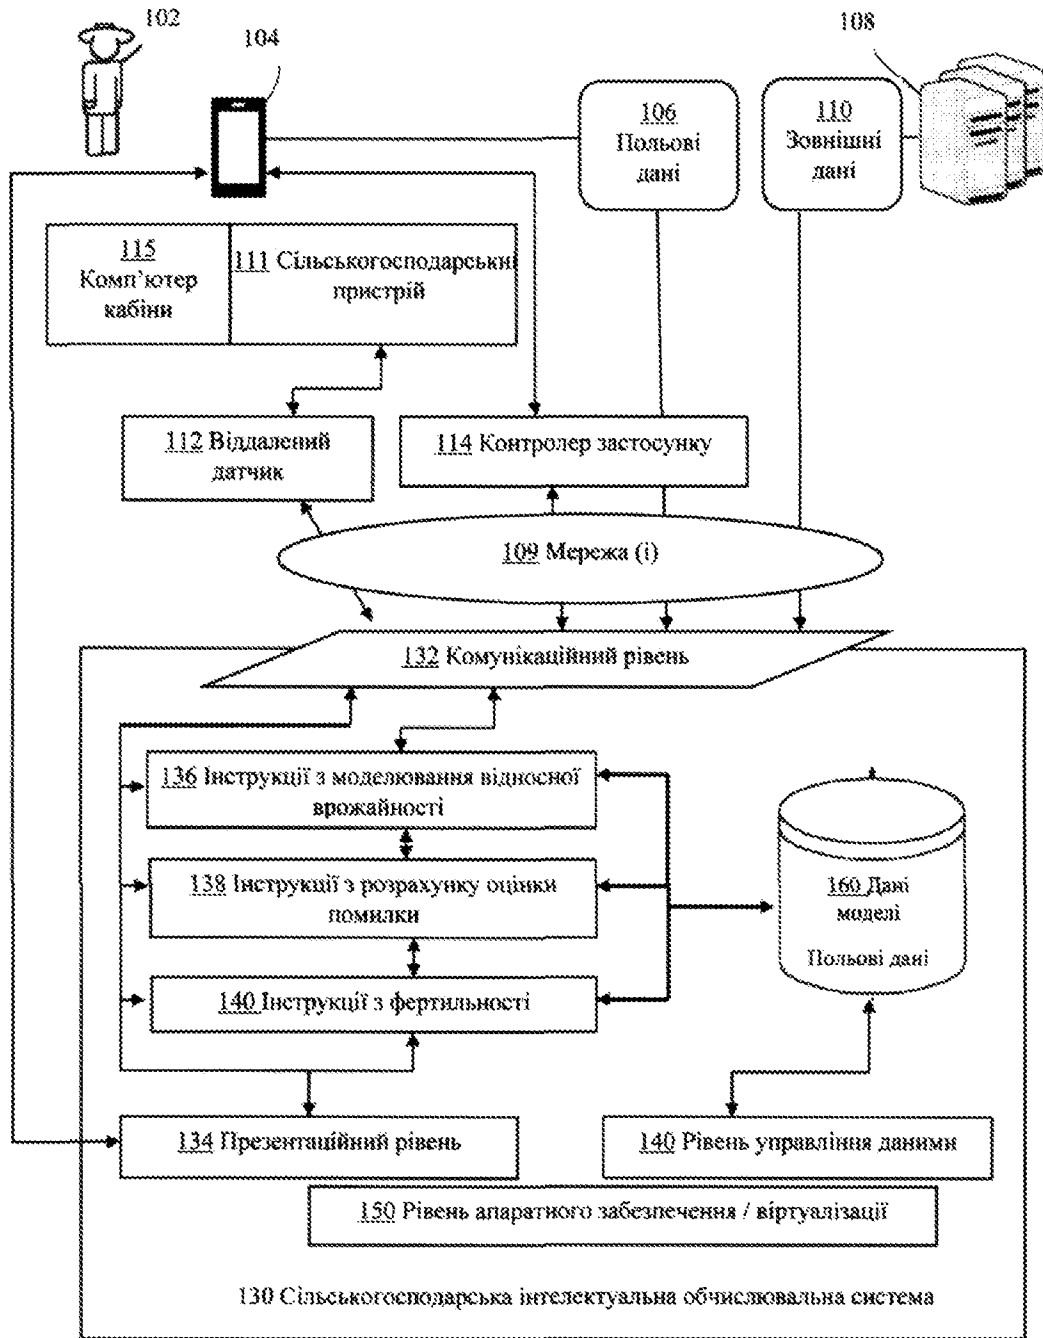 102
104
108
106
Польові
дані
110
Зовнішні
дані
115
Комп'ютер
кабіни
111 Сільськогосподарськи
пристрій
112 Віддалений
датчик
114 Контролер застосунку
109 Мережа (і)
132 Комунікаційний рівень
136 Інструкції з моделювання відносної
врожайності
138 Інструкції з розрахунку оцінки
помилки
140 Інструкції з фертильності
160 Дані
моделі
Польові дані
134 Презентаційний рівень
140 Рівень управління даними
150 Рівень апаратного забезпечення / віртуалізації
130 Сільськогосподарська інтелектуальна обчислювальна система